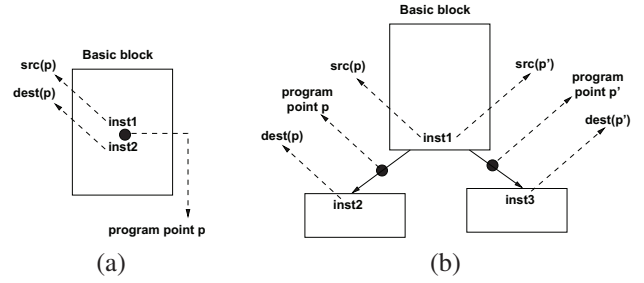 Basic block
src(p)
dest(p)
inst1
inst2
program point p
(a)
Basic block
src(p)
src(p')
program
point p
program
point p'
dest(p)
dest(p')
inst1
inst2
inst3
(b)